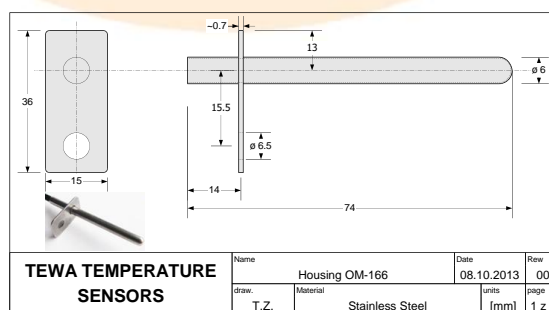 ~0.7
13
ø 6
36
15.5
ø 6.5
15
14
74
TEWA TEMPERATURE
SENSORS
Name
Housing OM-166
Date
08.10.2013
Rew
00
draw.
T.Z.
Material
Stainless Steel
units
[mm]
page
1 z